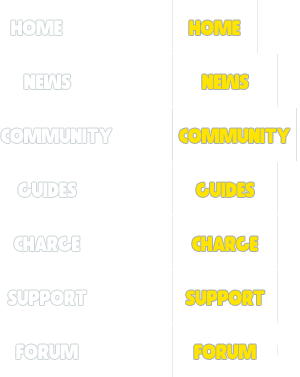 HOME HOME
NEWS NEWS
COMMUNITY COMMUNITY
GUIDES GUIDES
CHARGE CHARGE
SUPPORT SUPPORT
FORUM FORUM